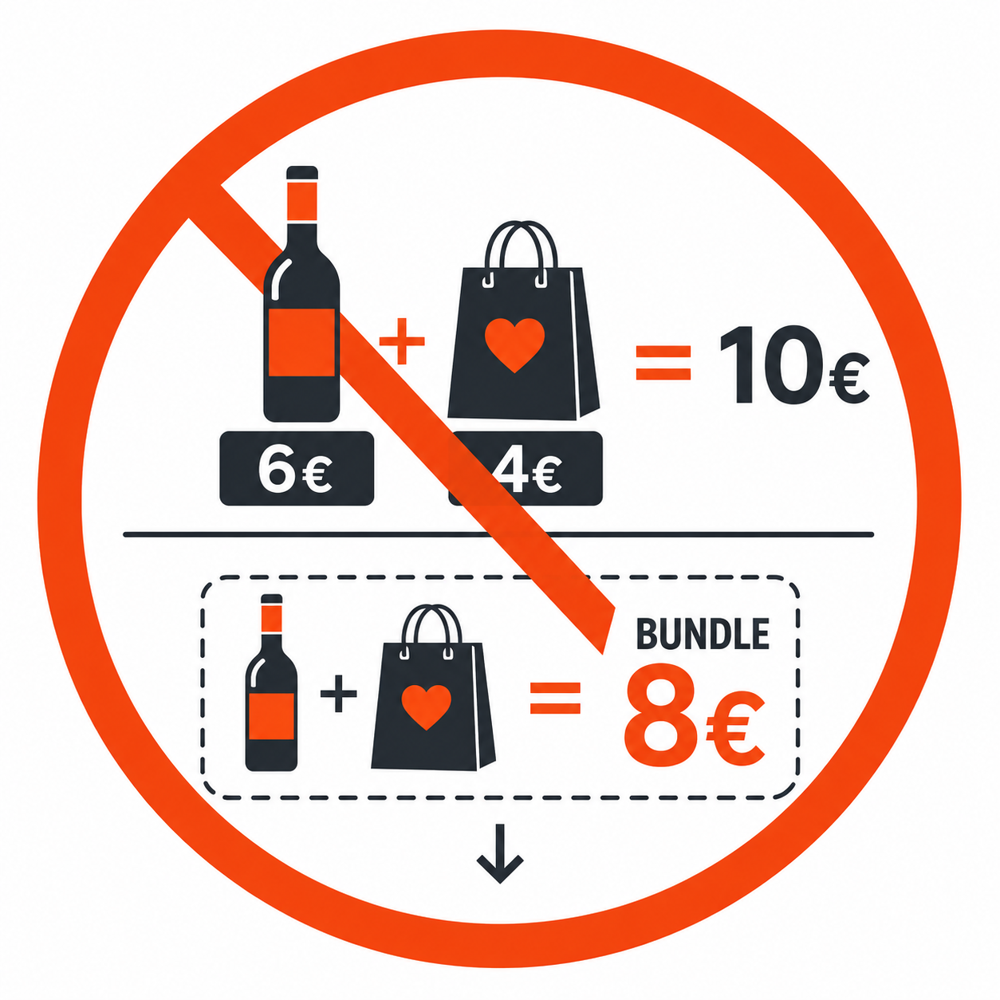 + = 10€
6€ 4€
BUNDLE
+ = 8€